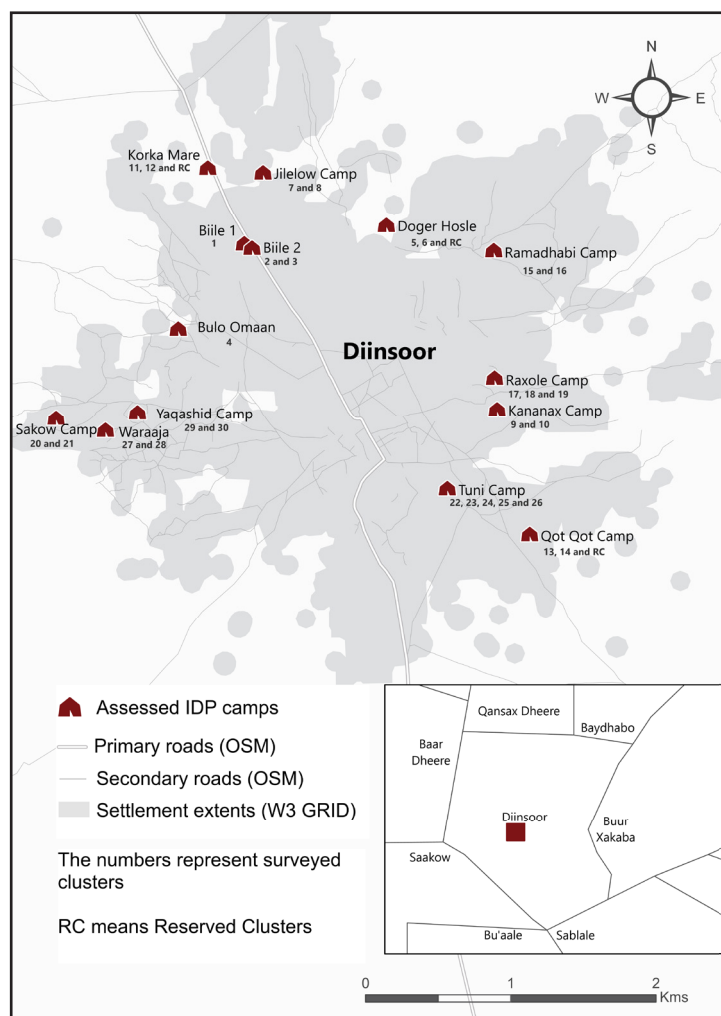 N
W
E
S
Korka Mare
11, 12 and RC
Jilelow Camp
7 and 8
Doger Hosle
5, 6 and RC
Biile 1
1
Biile 2
2 and 3
Ramadhabi Camp
15 and 16
Bulo Omaan
4
Diinsoor
Raxole Camp
17, 18 and 19
Kananax Camp
9 and 10
Yaqashid Camp
29 and 30
Sakow Camp
20 and 21
Waraaja
27 and 28
Tuni Camp
22, 23, 24, 25 and 26
Qot Qot Camp
13, 14 and RC
Assessed IDP camps
Primary roads (OSM)
Secondary roads (OSM)
Settlement extents (W3 GRID)
The numbers represent surveyed
clusters
RC means Reserved Clusters
Qansax Dheere
Baydhabo
Baar
Dheere
Diinsoor
Buur
Xakaba
Saakow
Bu'aale
Sablale
0
1
2
Kms